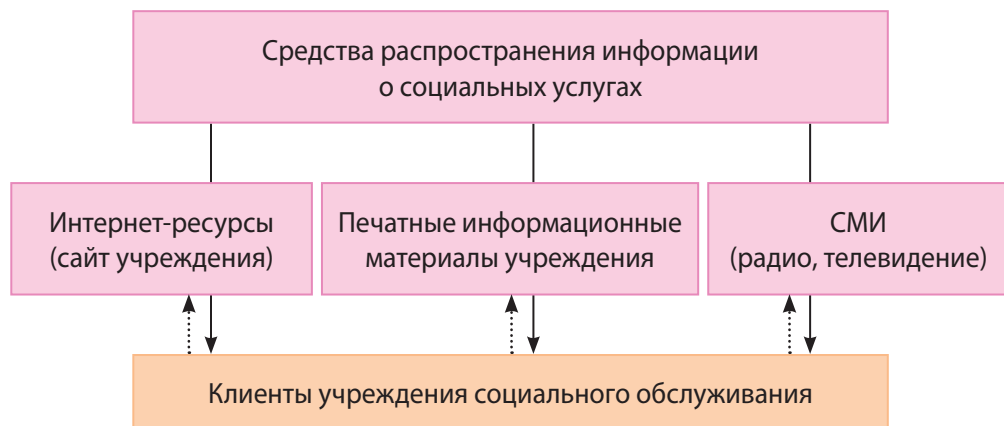 Средства распространения информации
о социальных услугах
Интернет-ресурсы
(сайт учреждения)
Печатные информационные
материалы учреждения
СМИ
(радио, телевидение)
Клиенты учреждения социального обслуживания